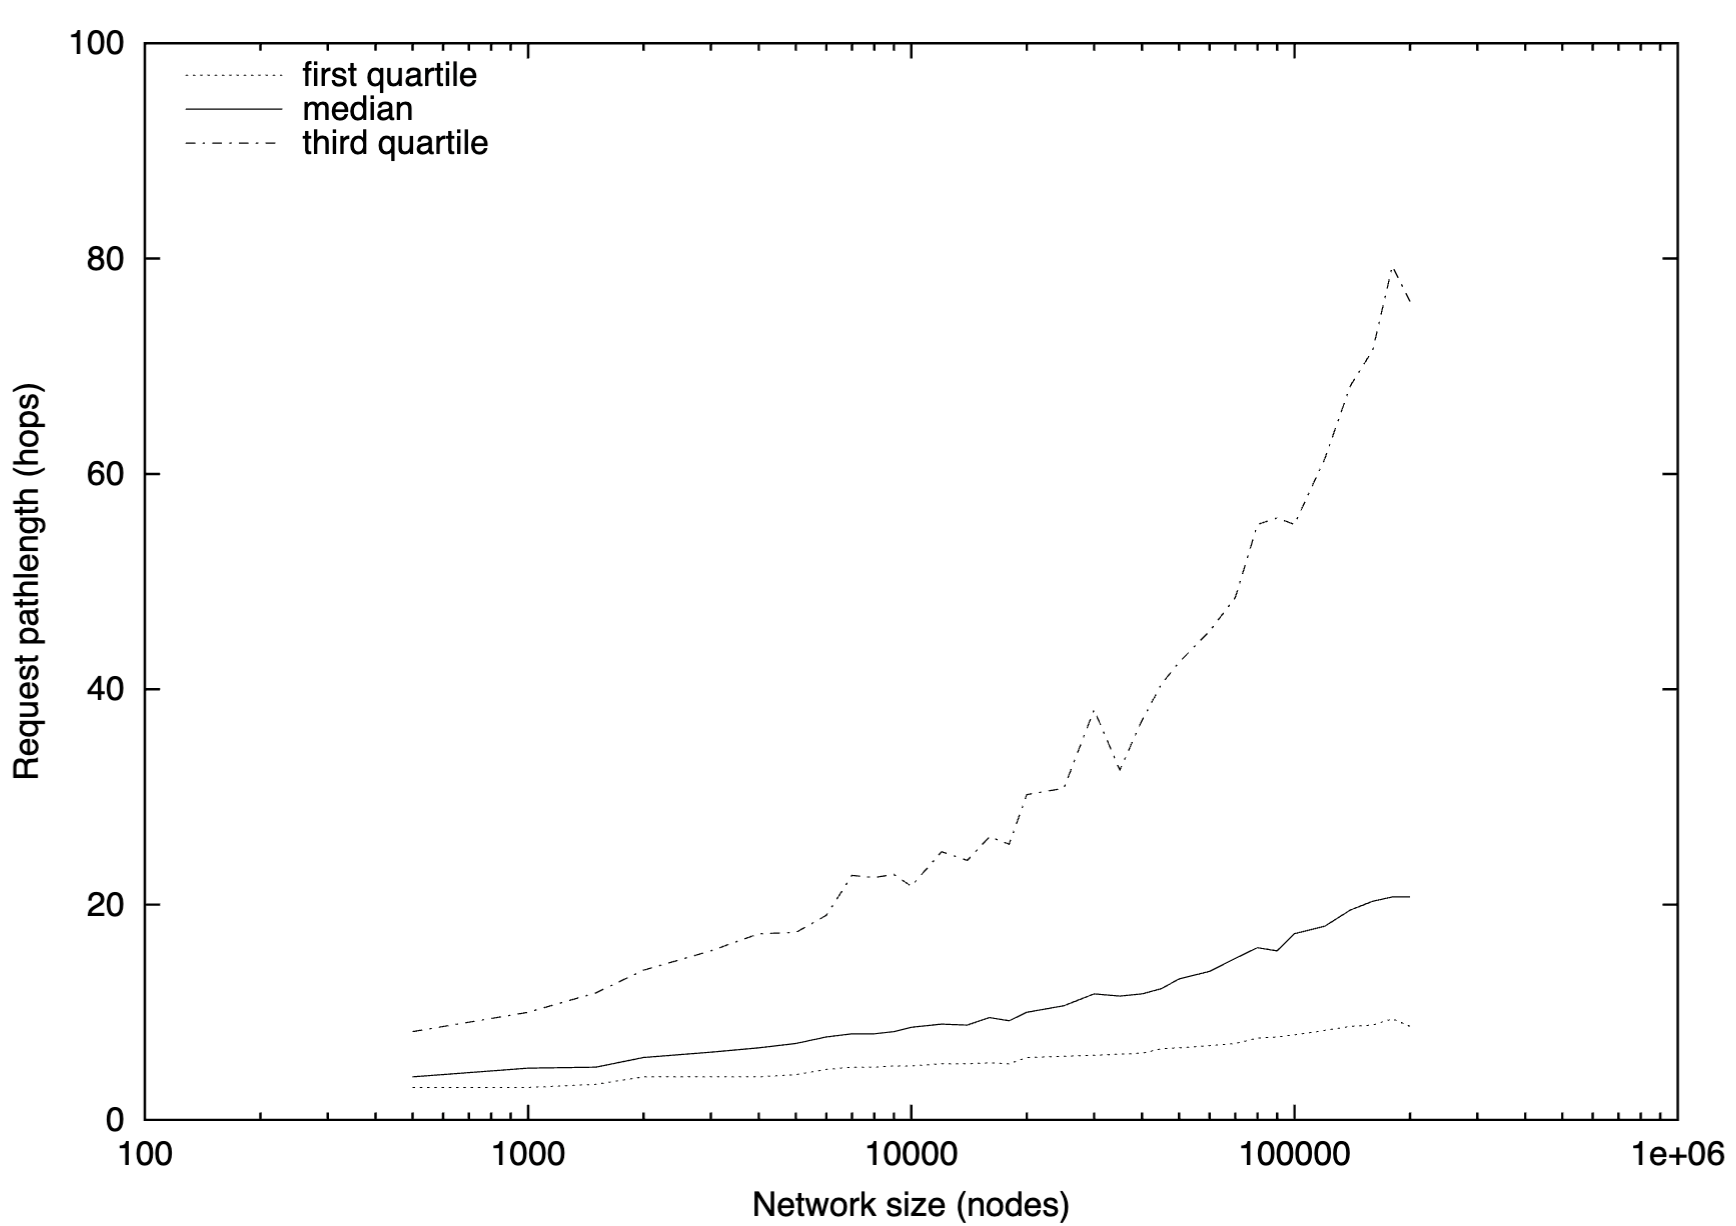 100
first quartile
median
third quartile
80
60
40
20
0
Request pathlength (hops)
100 1000 10000 100000 1e+06
Network size (nodes)